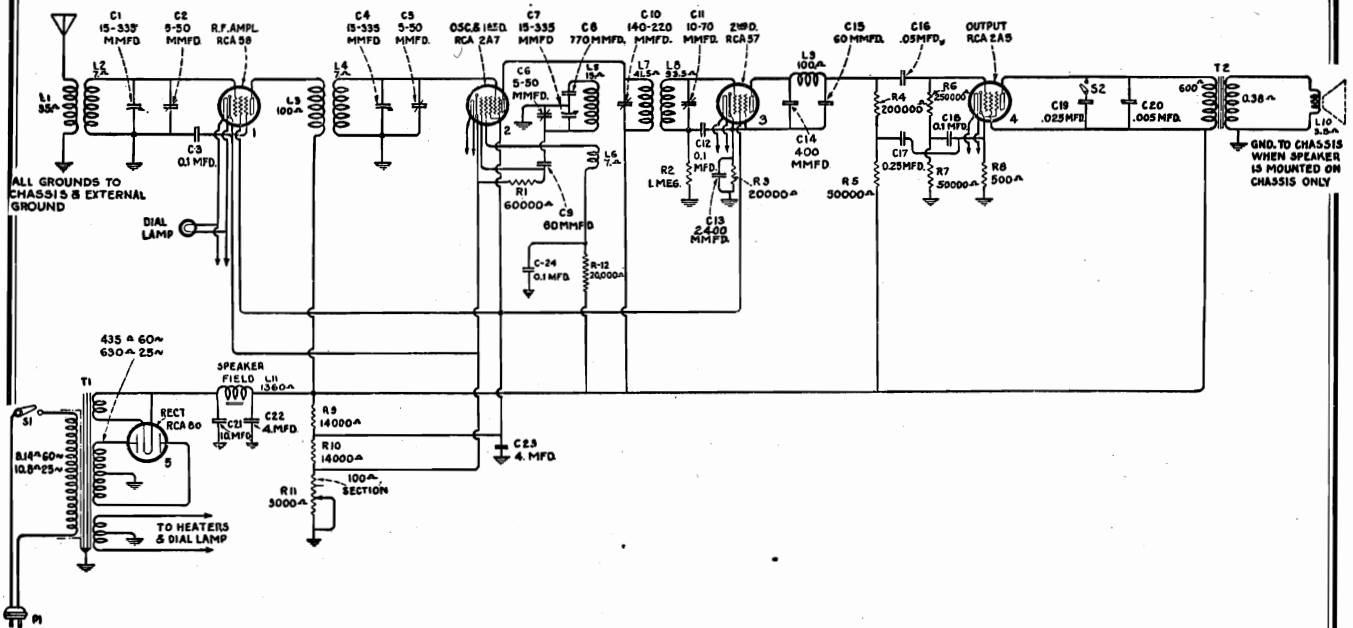 C1
15-335
MMFD
C2
5-50
MMFD.
R.F. AMPL.
RCA 58
C4
15-335
MMFD
C5
5-50
MMFD.
OSC. & 1ST D.
RCA 2A7
C7
15-335
MMFD.
C8
770 MMFD.
C10
140-220
MMFD.
C11
10-70
MMFD.
2ND D.
RCA 57
C15
60 MMFD.
C16
.05 MFD.
OUTPUT
RCA 2A5
L1
35Ω
L2
7Ω
1
C3
0.1 MFD.
L3
100Ω
L4
7Ω
2
C6
5-50
MMFD.
L5
15Ω
L6
7Ω
R1
60000Ω
C9
60 MMFD
L7
41.5Ω
L8
33.5Ω
C12
0.1
MFD.
R2
1. MEG.
C13
2400
MMFD.
3
R3
20000Ω
L9
100Ω
C14
400
MMFD.
R4
200000
R5
50000Ω
C17
0.25 MFD.
R6
250000
C18
0.1 MFD.
R7
50000Ω
4
R8
500Ω
S2
C19
.025 MFD.
C20
.005 MFD.
T2
600Ω
0.38Ω
L10
GND. TO CHASSIS
WHEN SPEAKER
IS MOUNTED ON
CHASSIS ONLY
ALL GROUNDS TO
CHASSIS & EXTERNAL
GROUND
DIAL
LAMP
C-24
0.1 MFD.
R-12
20,000Ω
435 Ω 60~
630Ω 25~
T1
SPEAKER
FIELD L11
1360Ω
S1
RECT
RCA 80
5
C21
10. MFD
C22
4. MFD.
R9
14000Ω
R10
14000Ω
C23
4. MFD.
100Ω
SECTION
R11
3000Ω
8.14Ω 60~
10.8Ω 25~
TO HEATERS
& DIAL LAMP
P1